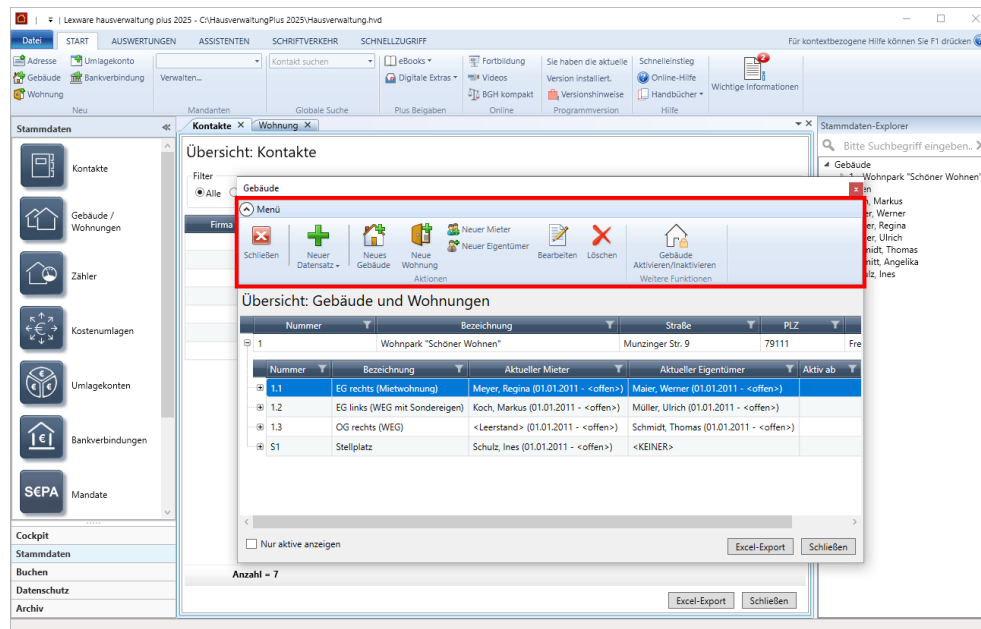 Lexware hausverwaltung plus 2025 - C:\HausverwaltungPlus 2025\Hausverwaltung.hvd
Datei START AUSWERTUNGEN ASSISTENTEN SCHRIFTVERKEHR SCHNELLZUGRIFF Für kontextbezogene Hilfe können Sie F1 drücken
Adresse Umlagekonto Kontakt suchen eBooks Fortbildung Sie haben die aktuelle Schnelleinstieg 2
Gebäude Bankverbindung Verwalten... Digitale Extras Videos Version installiert. Online-Hilfe Wichtige Informationen
Wohnung BGH kompakt Versionshinweise Handbücher
Neu Mandanten Globale Suche Plus Beigaben Online Programmversion Hilfe
Stammdaten
Kontakte
Gebäude /
Wohnungen
Zähler
Kostenumlagen
Umlagekonten
Bankverbindungen
S€PA Mandate
Cockpit
Stammdaten
Buchen
Datenschutz
Archiv
Kontakte Wohnung
Übersicht: Kontakte
Filter
Alle
Firma
Anzahl = 7
Excel-Export Schließen
Gebäude
Menü
Schließen
Neuer
Datensatz
Neues
Gebäude
Neue
Wohnung
Neuer Mieter
Neuer Eigentümer
Bearbeiten Löschen
Aktionen
Gebäude
Aktivieren/Inaktivieren
Weitere Funktionen
Übersicht: Gebäude und Wohnungen
Nummer Bezeichnung Straße PLZ
1 Wohnpark "Schöner Wohnen" Munzinger Str. 9 79111 Fre
Nummer Bezeichnung Aktueller Mieter Aktueller Eigentümer Aktiv ab
1.1 EG rechts (Mietwohnung) Meyer, Regina (01.01.2011 - <offen>) Maier, Werner (01.01.2011 - <offen>)
1.2 EG links (WEG mit Sondereigen) Koch, Markus (01.01.2011 - <offen>) Müller, Ulrich (01.01.2011 - <offen>)
1.3 OG rechts (WEG) <Leerstand> (01.01.2011 - <offen>) Schmidt, Thomas (01.01.2011 - <offen>)
S1 Stellplatz Schulz, Ines (01.01.2011 - <offen>) <KEINER>
Nur aktive anzeigen
Excel-Export Schließen
Stammdaten-Explorer
Bitte Suchbegriff eingeben..
Gebäude
Wohnpark "Schöner Wohnen"
en
, Markus
er, Werner
er, Regina
er, Ulrich
midt, Thomas
mitt, Angelika
ulz, Ines